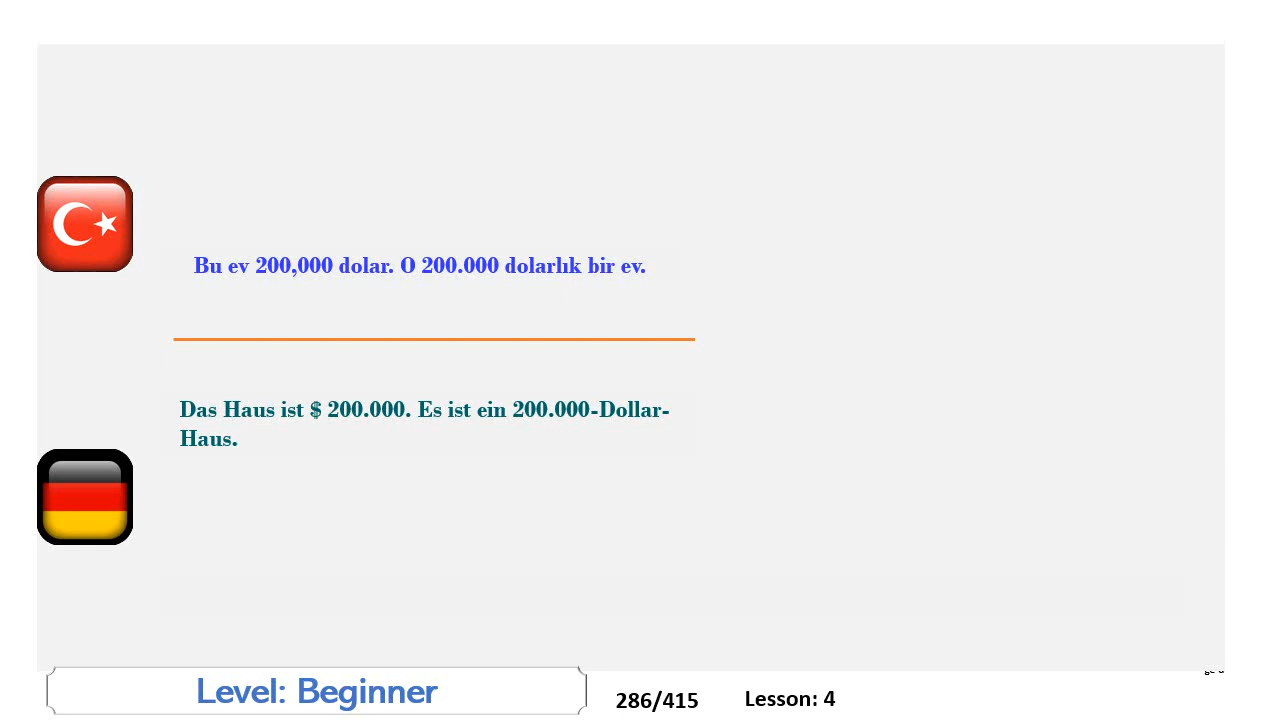 Bu ev 200,000 dolar. O 200.000 dolarlık bir ev.
Das Haus ist $ 200.000. Es ist ein 200.000-Dollar-
Haus.
Level: Beginner
286/415
Lesson: 4